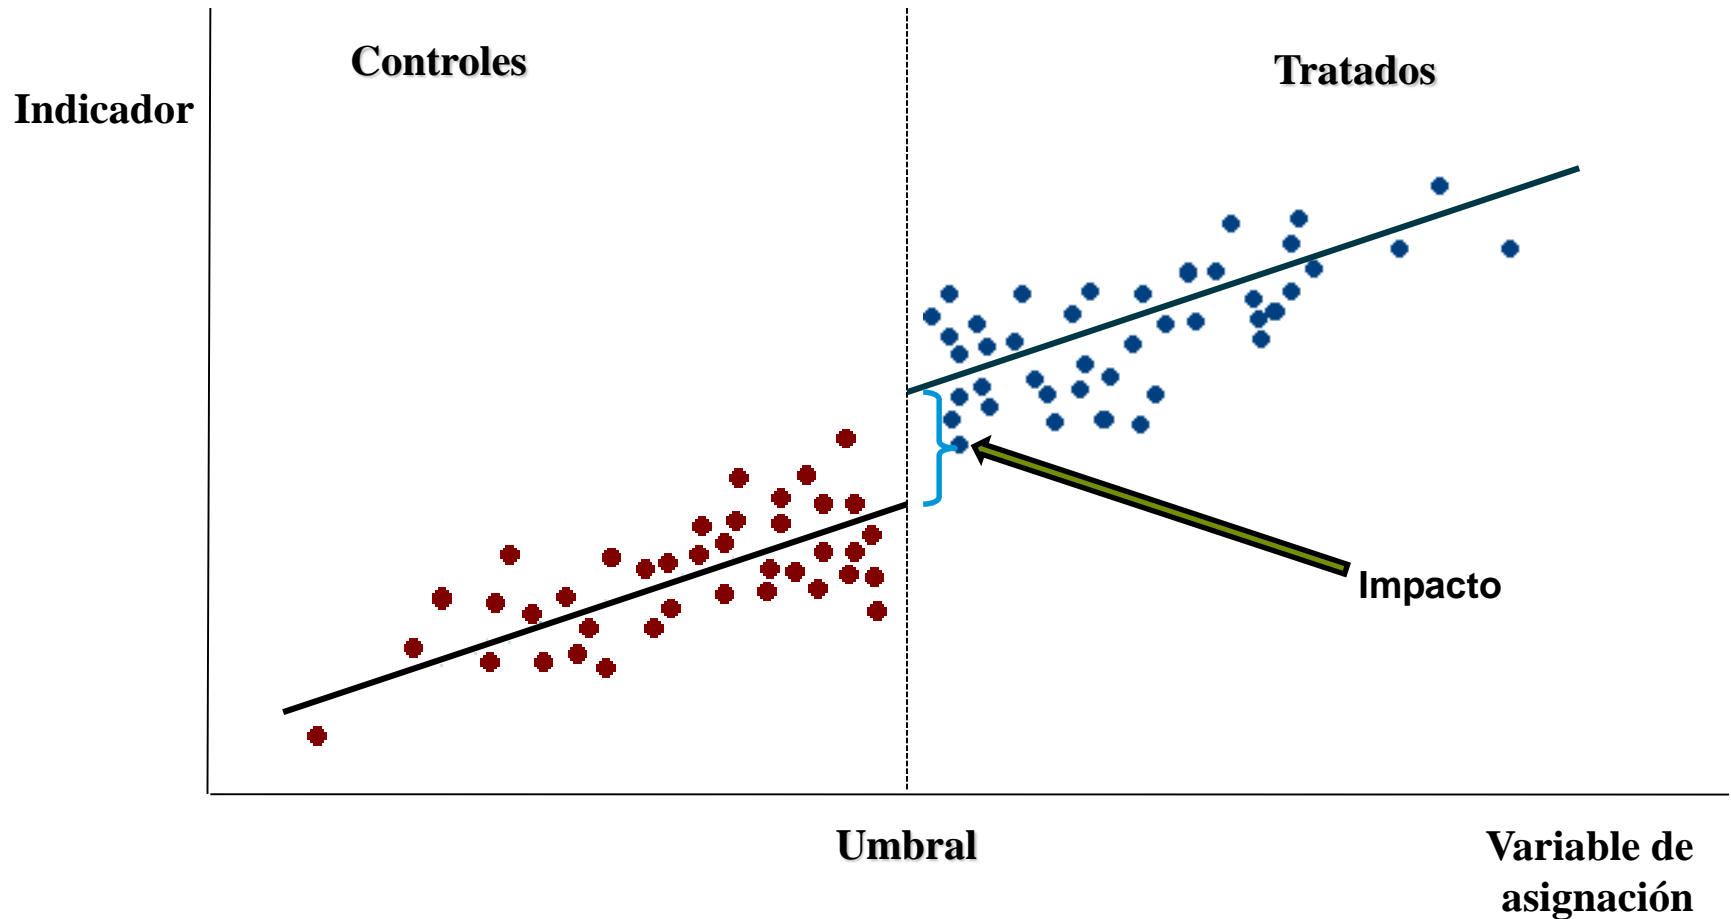 Controles
Tratados
Indicador
Impacto
Umbral
Variable de
asignación